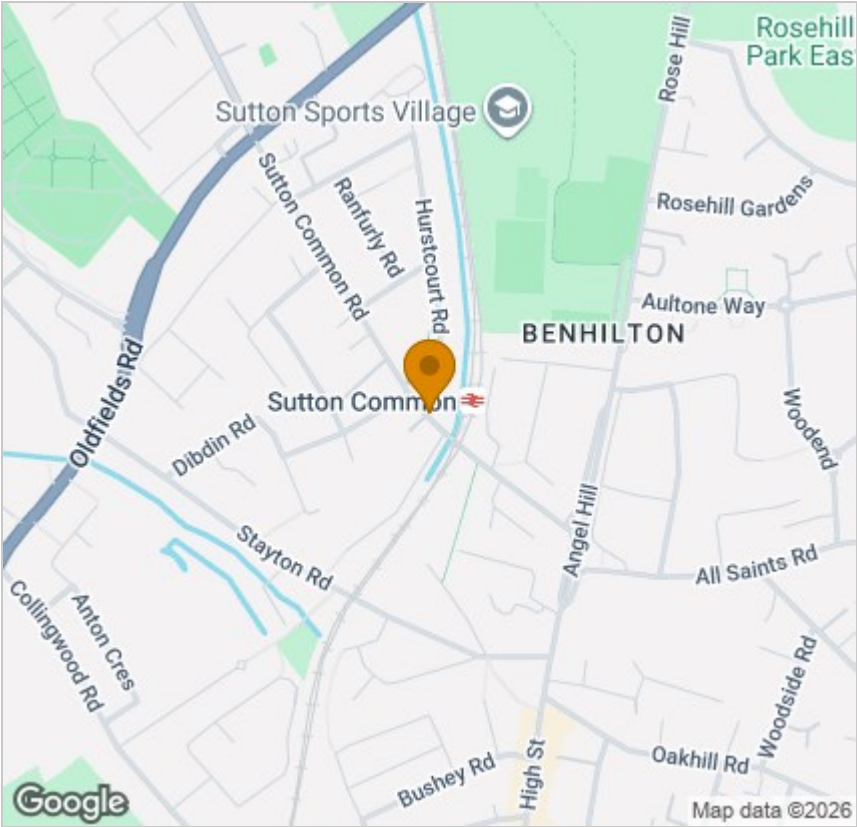 Rosehill
Park Eas
Rose Hill
Sutton Sports Village
Sutton Common Rd
Ranfurly Rd
Hurstcourt Rd
Rosehill Gardens
Aultone Way
BENHILTON
Oldfields Rd
Sutton Common
Dibdin Rd
Woodend
Angel Hill
Stayton Rd
All Saints Rd
Collingwood Rd
Anton Cres
Woodside Rd
Oakhill Rd
Bushey Rd
High St
Google
Map data ©2026